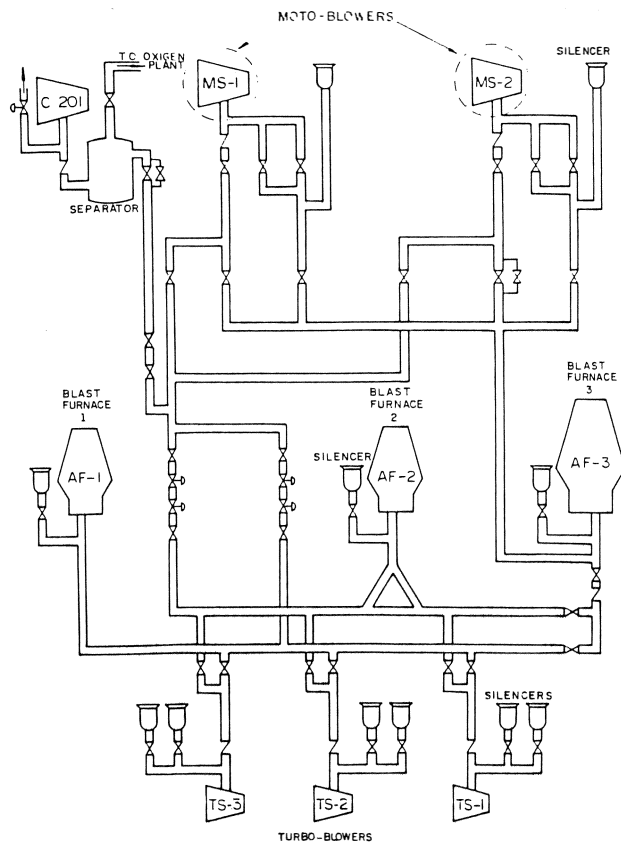 MOTO-BLOWERS
T.C. OXIGEN
PLANT
SILENCER
C 201
MS-1
MS-2
SEPARATOR
BLAST
FURNACE
1
BLAST
FURNACE
2
BLAST
FURNACE
3
SILENCER
AF-1
AF-2
AF-3
SILENCERS
TS-3
TS-2
TS-1
TURBO-BLOWERS